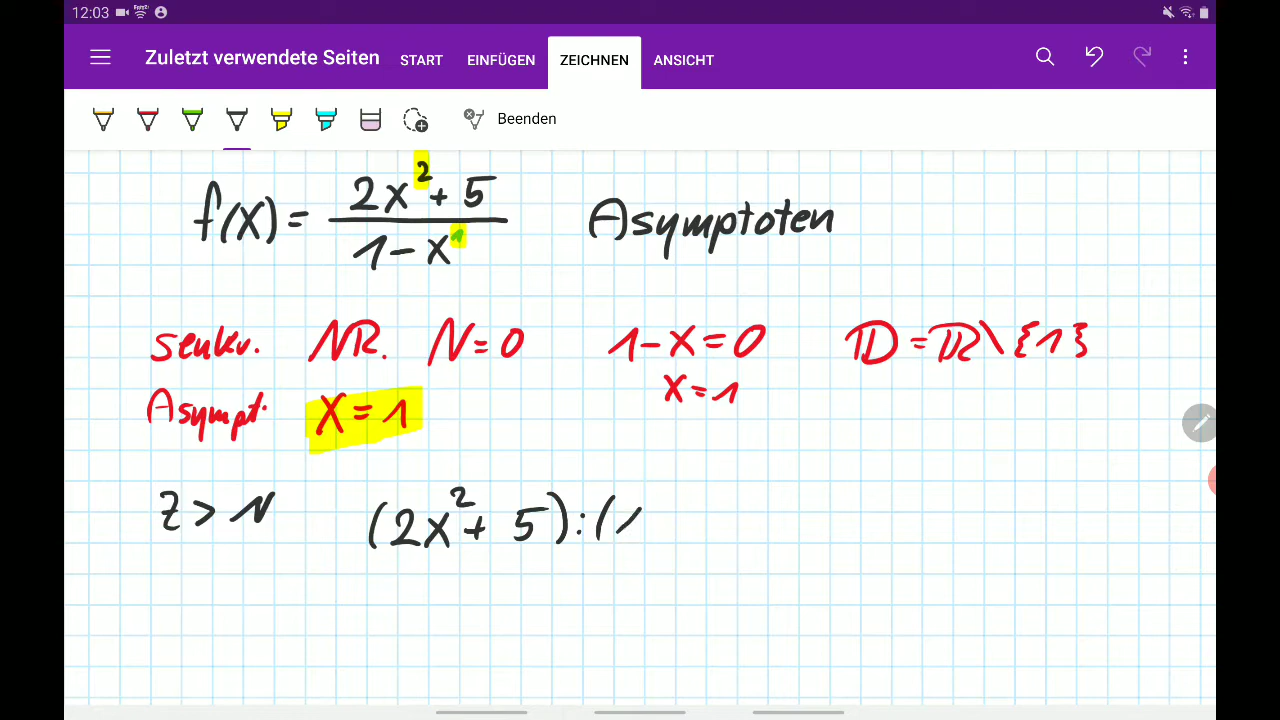 12:03
Zuletzt verwendete Seiten START EINFÜGEN ZEICHNEN ANSICHT
Beenden
f(x) = (2x² + 5) / (1 - x¹) Asymptoten
senkr. NR. N = 0 1 - x = 0 D = ℝ \ {1}
x = 1
Asympt. x = 1
Z > N (2x² + 5) : (